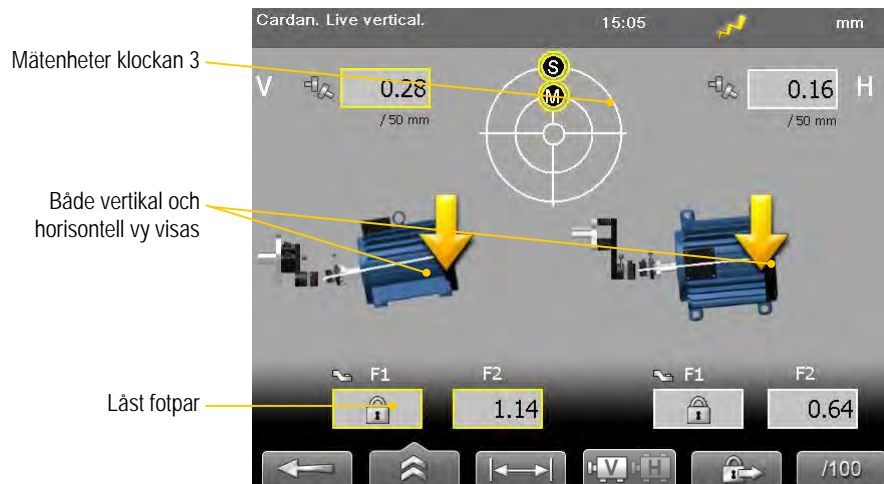 Cardan. Live vertical. 15:05 mm
Mätenheter klockan 3
S
V 0.28 M 0.16 H
/ 50 mm / 50 mm
Både vertikal och
horisontell vy visas
F1 F2 F1 F2
Låst fotpar
1.14 0.64
V H /100